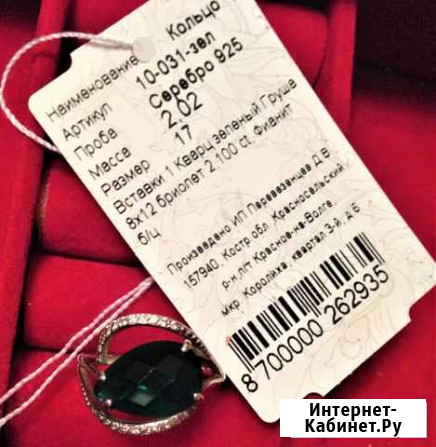 Наименование Кольцо
Артикул 10-031-зел
Проба Серебро 925
Масса 2,02
Размер 17
Вставки 1 Кварц зеленый Груша
8x12 бриолет 2,100 ct, Фианит
б/ц
Произведено ИП Перевезенцев Д.В.
157940, Костр.обл, Красносельский
р-н, пгт Красное-на-Волге,
мкр. Королиха, квартал 3-й, д.6
8 700000 262935
Интернет-
Кабинет.Ру